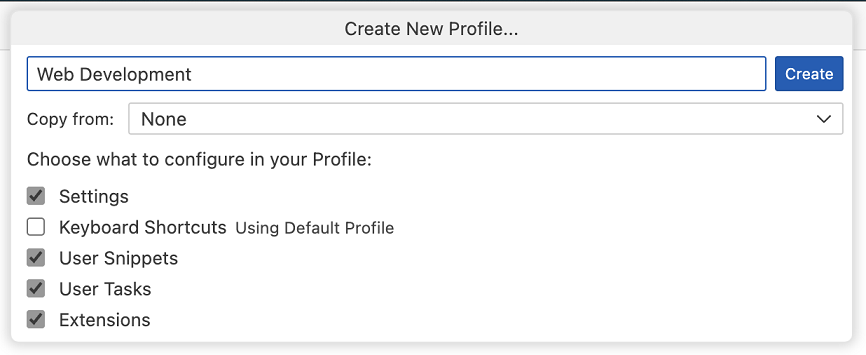 Create New Profile...
Web Development
Create
Copy from: None
Choose what to configure in your Profile:
Settings
Keyboard Shortcuts Using Default Profile
User Snippets
User Tasks
Extensions